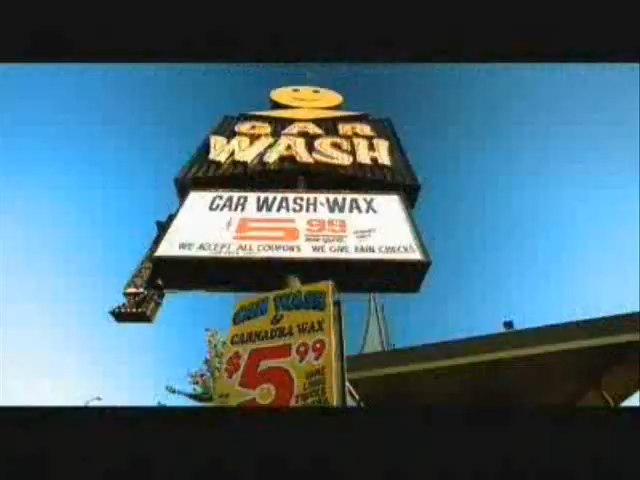 CAR
WASH
CAR WASH-WAX
$5.99
WE ACCEPT ALL COUPONS WE GIVE RAIN CHECKS
CAR WASH
&
CARNAUBA WAX
$5.99